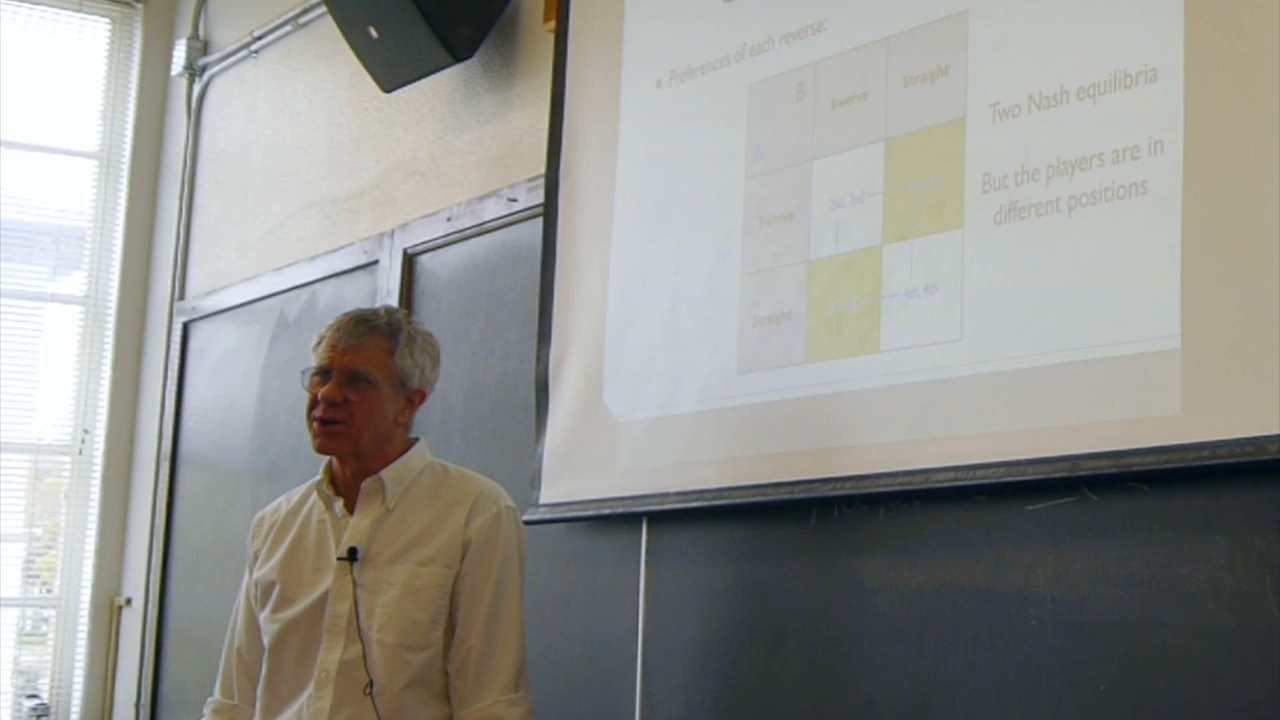 • Preferences of each reverse:
B
Swerve
Straight
Two Nash equilibria
But the players are in
different positions
Swerve
2nd, 2nd
Straight
4th, 4th